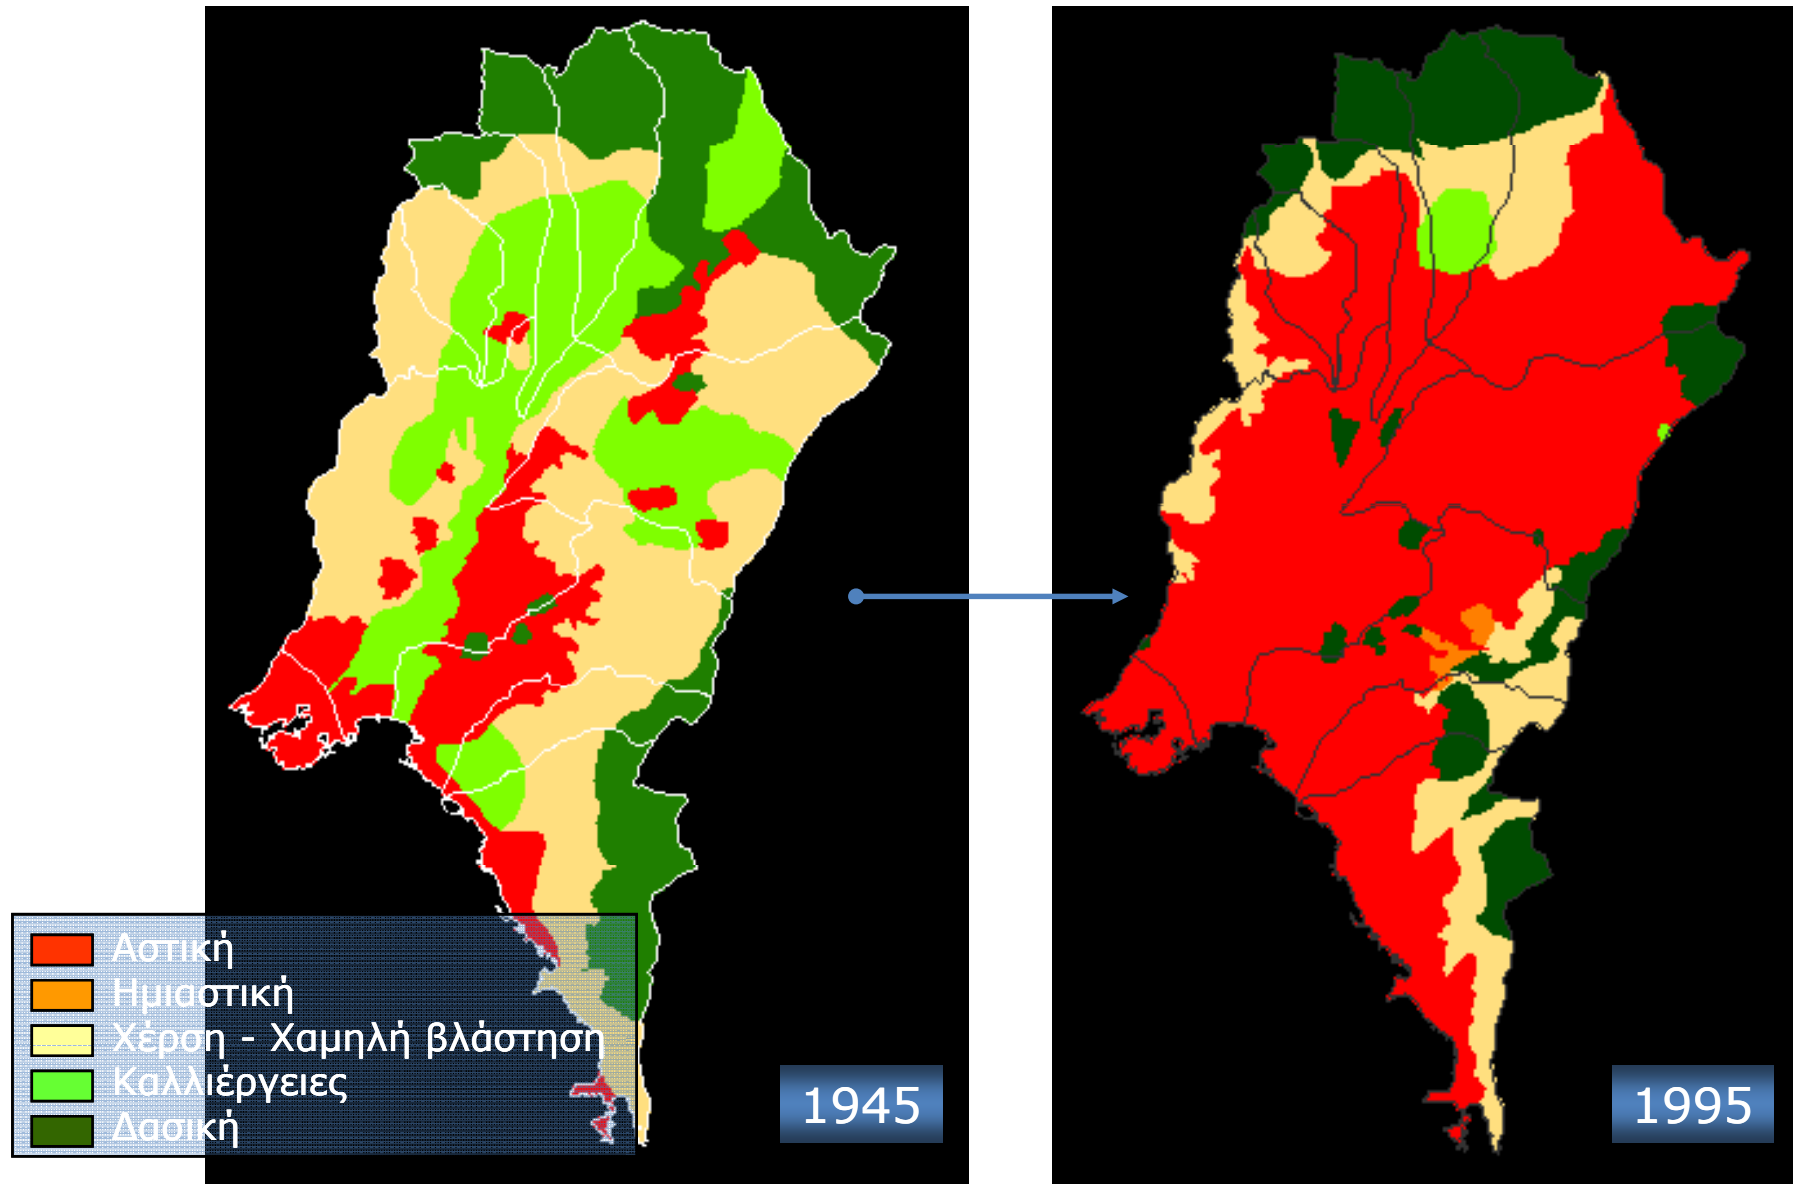 Αστική
Ημιαστική
Χέρση - Χαμηλή βλάστηση
Καλλιέργειες
Δασική
1945
1995